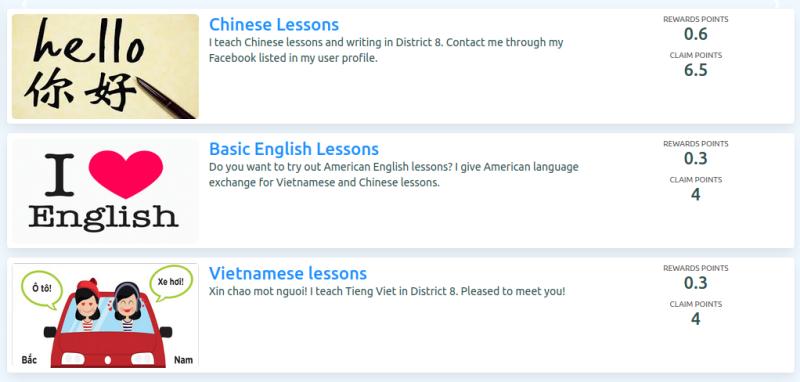 hello
你好
Chinese Lessons
I teach Chinese lessons and writing in District 8. Contact me through my
Facebook listed in my user profile.
REWARDS POINTS
0.6
CLAIM POINTS
6.5
I
English
Basic English Lessons
Do you want to try out American English lessons? I give American language
exchange for Vietnamese and Chinese lessons.
REWARDS POINTS
0.3
CLAIM POINTS
4
Ô tô!
Xe hơi!
Bắc
Nam
Vietnamese lessons
Xin chao mot nguoi! I teach Tieng Viet in District 8. Pleased to meet you!
REWARDS POINTS
0.3
CLAIM POINTS
4